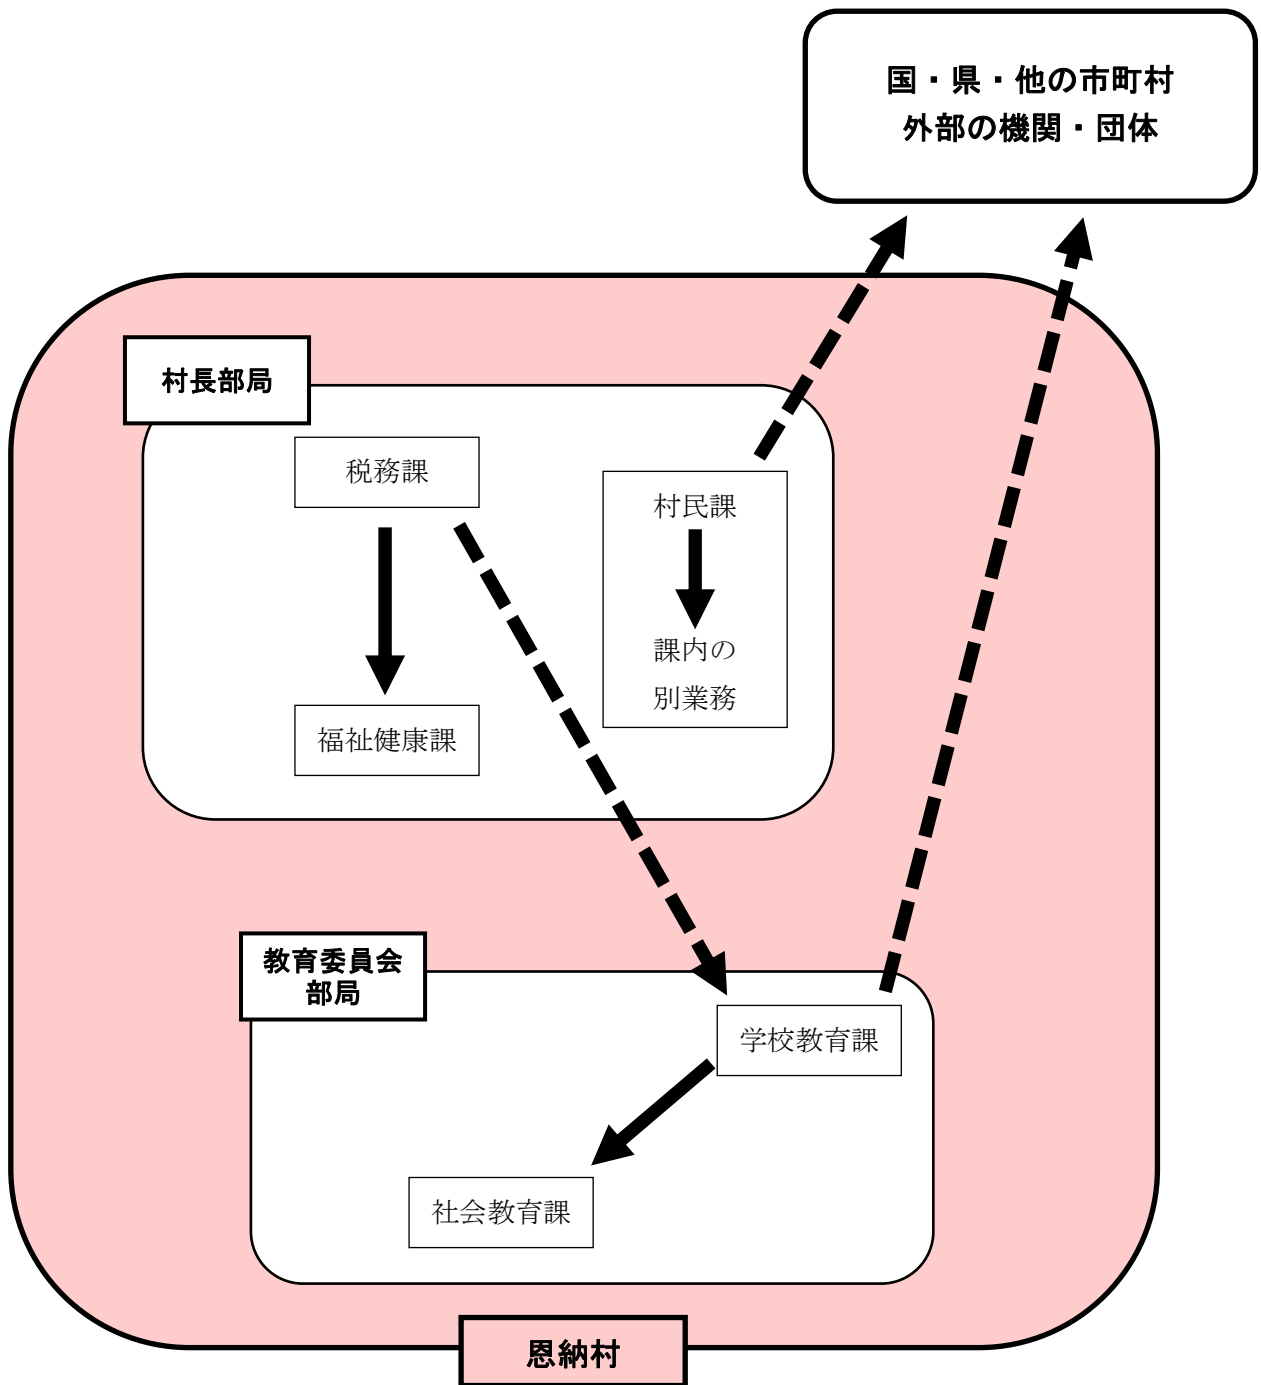 国・県・他の市町村
外部の機関・団体
村長部局
税務課
村民課
課内の
別業務
福祉健康課
教育委員会
部局
学校教育課
社会教育課
恩納村